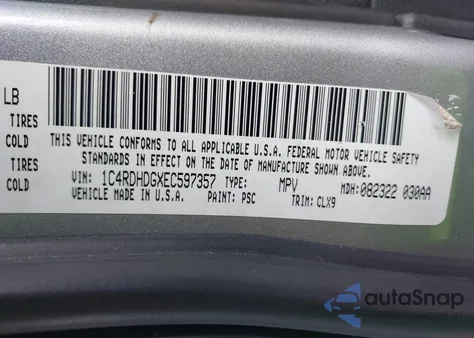 LB
TIRES
COLD THIS VEHICLE CONFORMS TO ALL APPLICABLE U.S.A. FEDERAL MOTOR VEHICLE SAFETY
TIRES STANDARDS IN EFFECT ON THE DATE OF MANUFACTURE SHOWN ABOVE.
COLD VIN: 1C4RDHDGXEC597357 TYPE: MPV MDH: 082322 030AA
VEHICLE MADE IN U.S.A. PAINT: PSC TRIM: CLX9
autaSnap